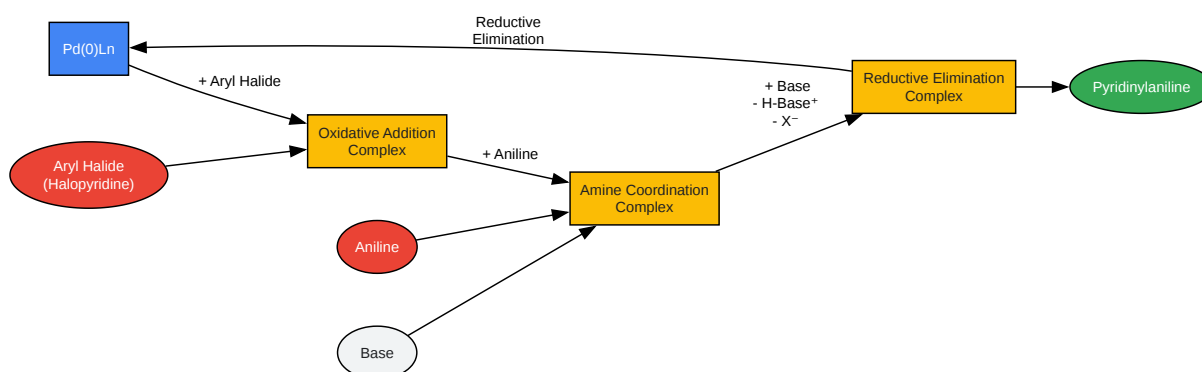 Reductive
Elimination
Pd(0)Ln
+ Aryl Halide
Reductive Elimination
Complex
Pyridinylaniline
+ Base
- H-Base⁺
- X⁻
Oxidative Addition
Complex
+ Aniline
Aryl Halide
(Halopyridine)
Amine Coordination
Complex
Aniline
Base